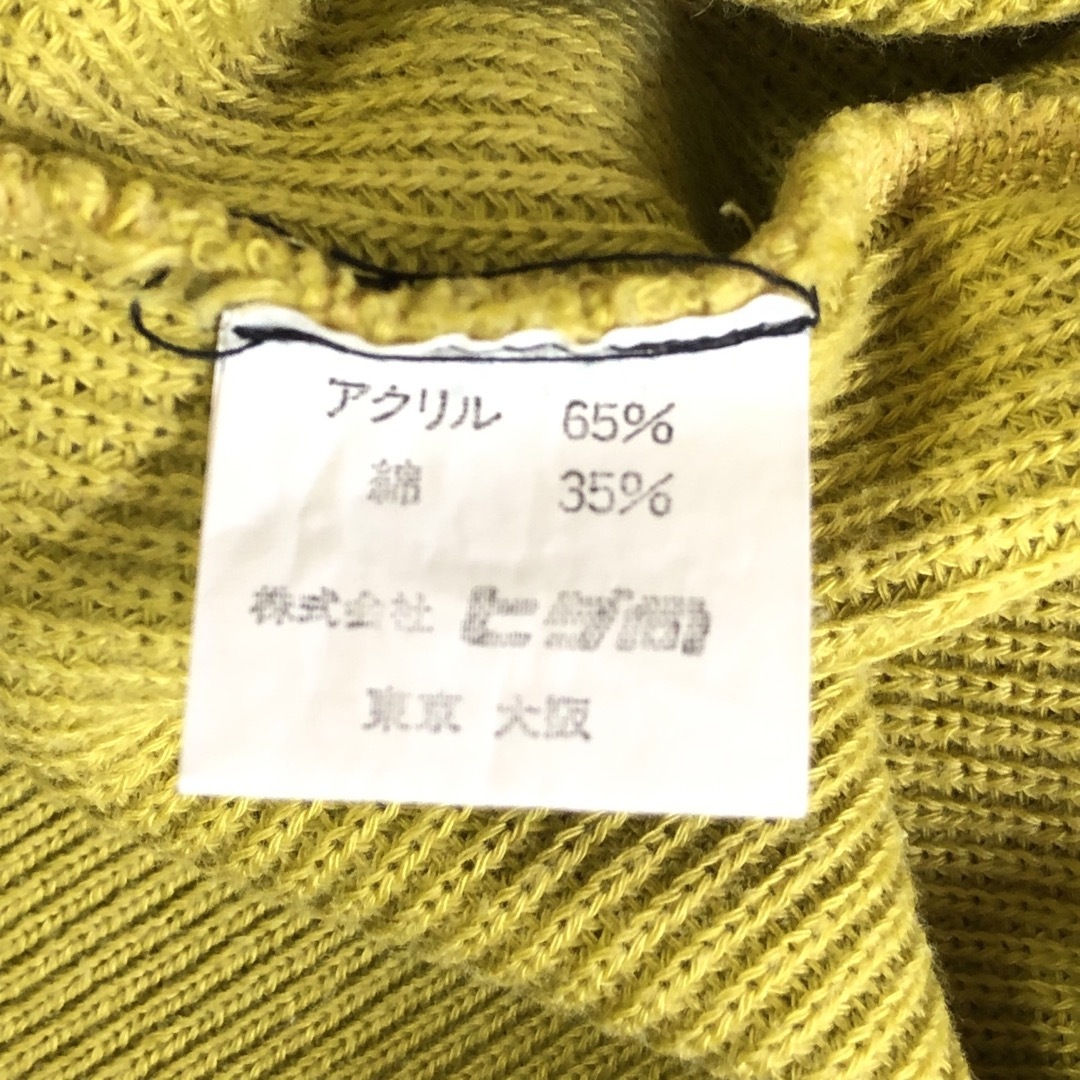 アクリル 65%
綿 35%
株式会社
東京 大阪